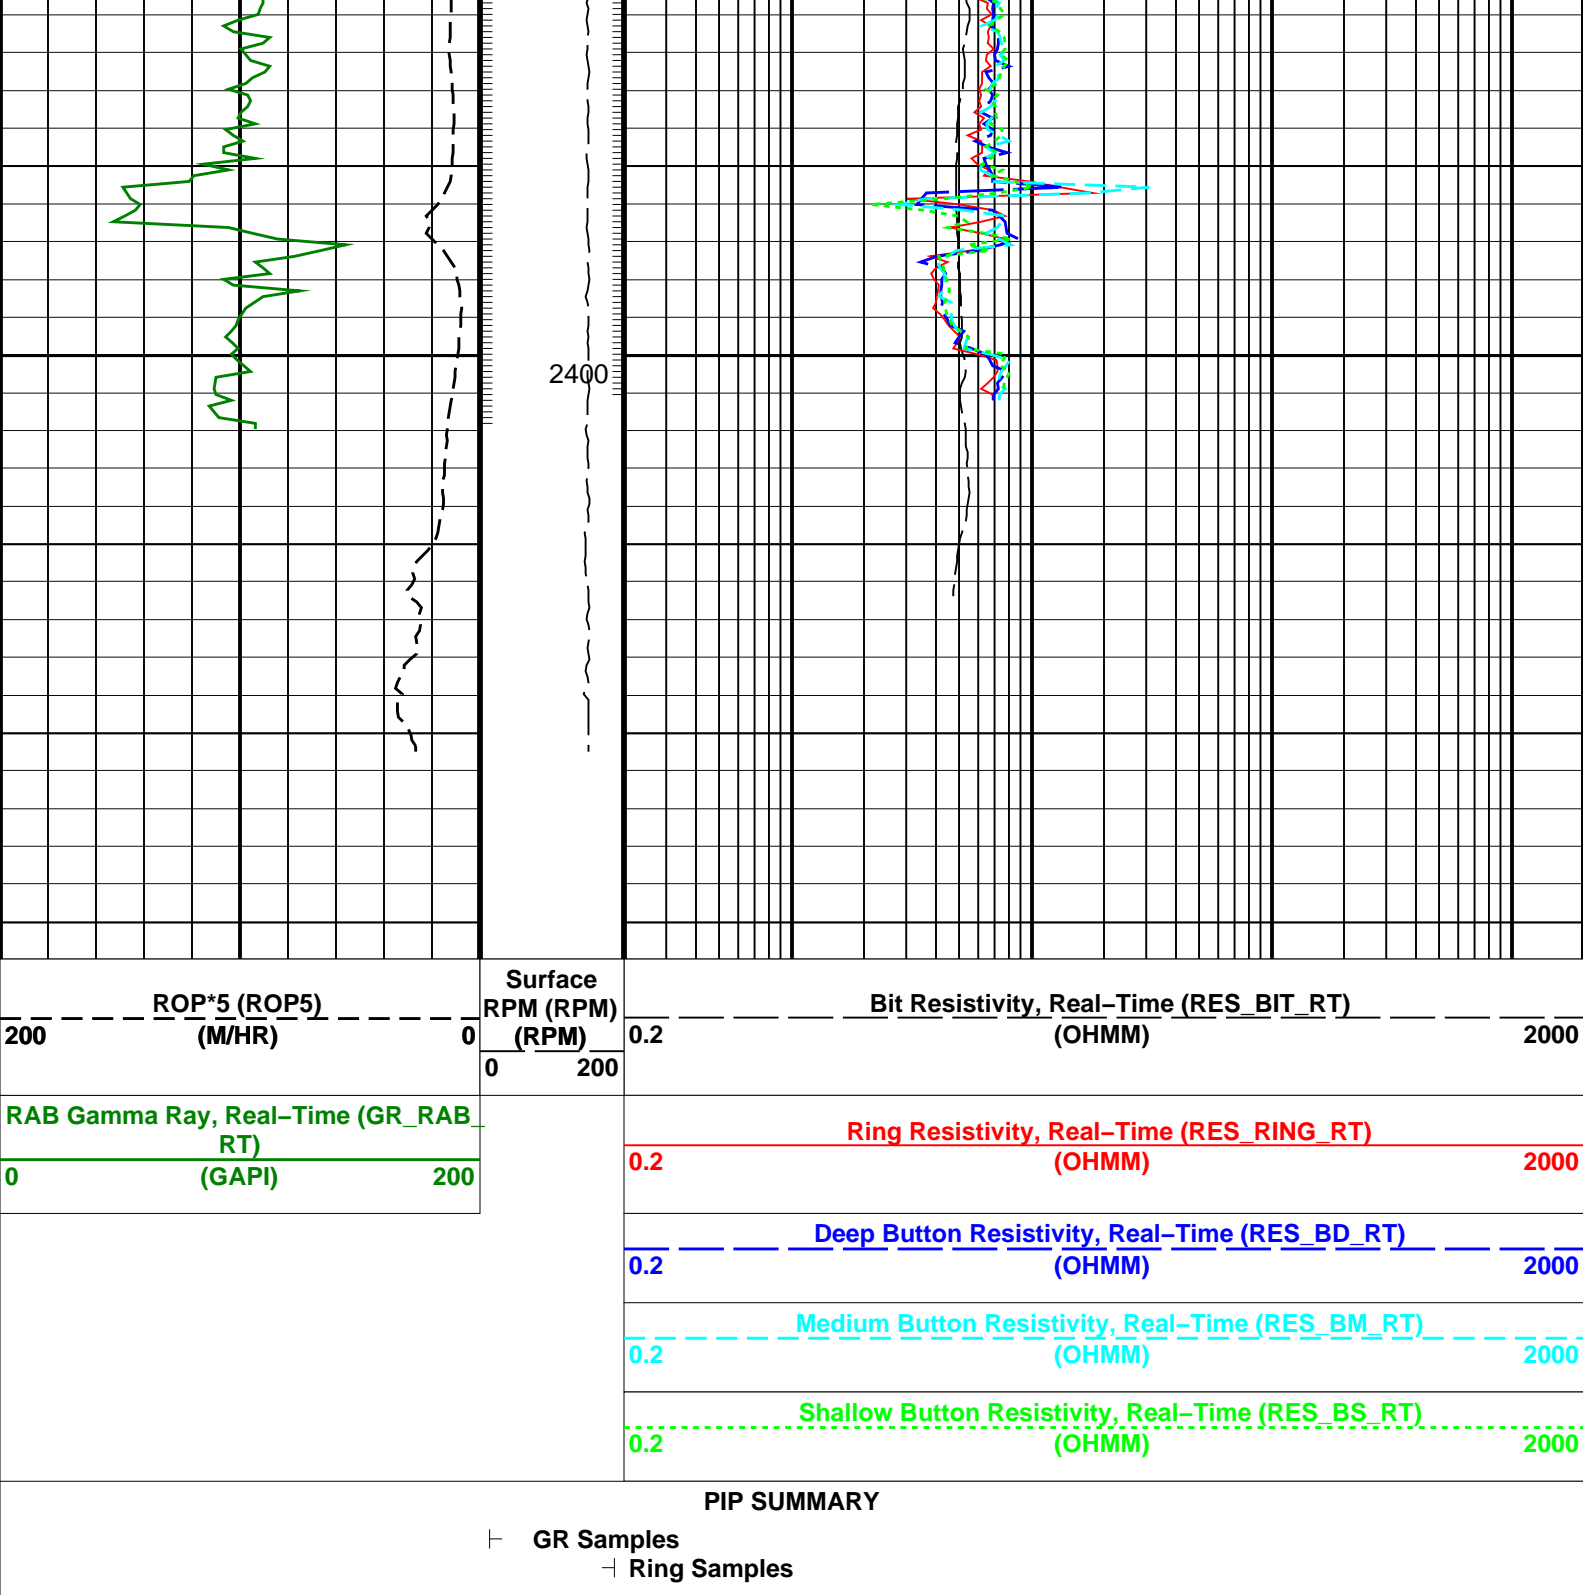 2400
ROP*5 (ROP5)
200 (M/HR) 0
Surface
RPM (RPM)
(RPM)
0 200
Bit Resistivity, Real–Time (RES_BIT_RT)
0.2 (OHMM) 2000
RAB Gamma Ray, Real–Time (GR_RAB_
RT)
0 (GAPI) 200
Ring Resistivity, Real–Time (RES_RING_RT)
0.2 (OHMM) 2000
Deep Button Resistivity, Real–Time (RES_BD_RT)
0.2 (OHMM) 2000
Medium Button Resistivity, Real–Time (RES_BM_RT)
0.2 (OHMM) 2000
Shallow Button Resistivity, Real–Time (RES_BS_RT)
0.2 (OHMM) 2000
PIP SUMMARY
GR Samples
Ring Samples